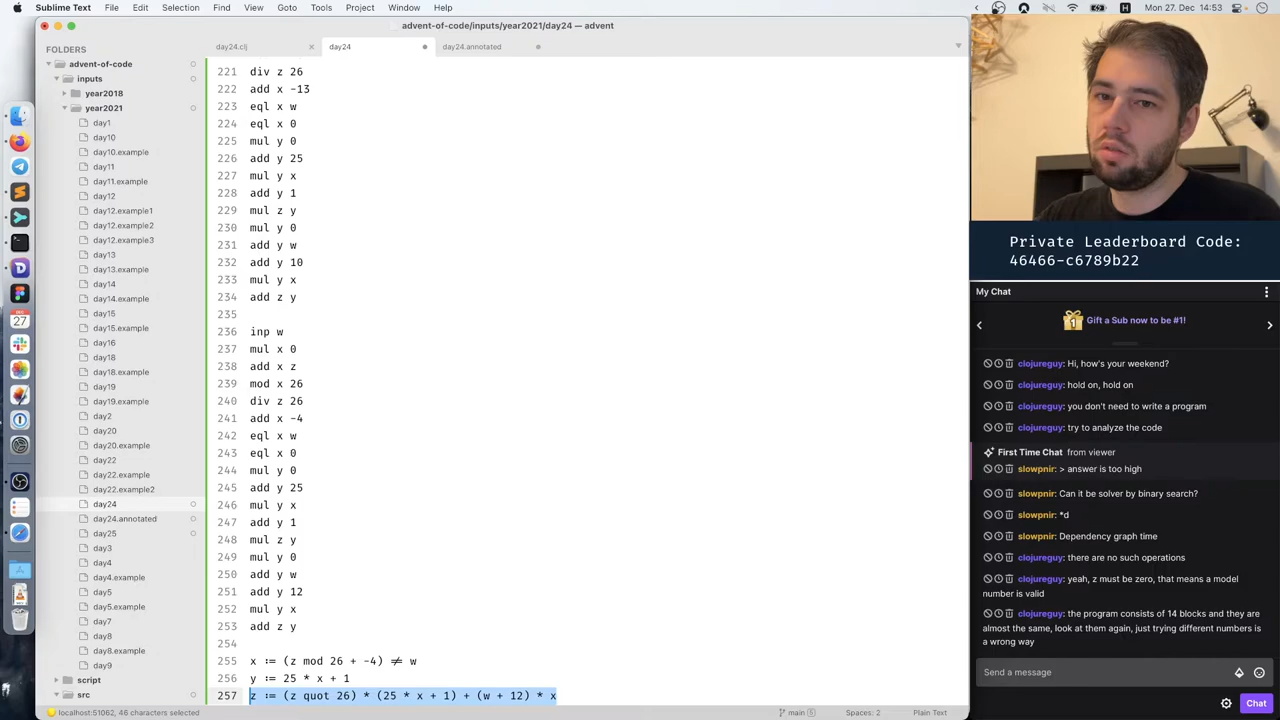 Sublime Text File Edit Selection Find View Goto Tools Project Window Help
Mon 27. Dec 14:53
advent-of-code/inputs/year2021/day24 — advent
FOLDERS
advent-of-code
inputs
year2018
year2021
day1
day10
day10.example
day11
day11.example
day12
day12.example1
day12.example2
day12.example3
day13
day13.example
day14
day14.example
day15
day15.example
day16
day18
day18.example
day19
day19.example
day2
day20
day20.example
day22
day22.example
day22.example2
day24
day24.annotated
day25
day3
day4
day4.example
day5
day5.example
day7
day8
day8.example
day9
script
src
day24.clj
day24
day24.annotated
221 div z 26
222 add x -13
223 eql x w
224 eql x 0
225 mul y 0
226 add y 25
227 mul y x
228 add y 1
229 mul z y
230 mul y 0
231 add y w
232 add y 10
233 mul y x
234 add z y
235
236 inp w
237 mul x 0
238 add x z
239 mod x 26
240 div z 26
241 add x -4
242 eql x w
243 eql x 0
244 mul y 0
245 add y 25
246 mul y x
247 add y 1
248 mul z y
249 mul y 0
250 add y w
251 add y 12
252 mul x
253 add z y
254
255 x := (z mod 26 + -4) ≠ w
256 y := 25 * x + 1
257 z := (z quot 26) * (25 * x + 1) + (w + 12) * x
localhost:51062, 46 characters selected
main 5
Spaces: 2
Plain Text
Private Leaderboard Code:
46466-c6789b22
My Chat
Gift a Sub now to be #1!
clojureguy: Hi, how's your weekend?
clojureguy: hold on, hold on
clojureguy: you don't need to write a program
clojureguy: try to analyze the code
First Time Chat from viewer
slowpnir: > answer is too high
slowpnir: Can it be solver by binary search?
slowpnir: *d
slowpnir: Dependency graph time
clojureguy: there are no such operations
clojureguy: yeah, z must be zero, that means a model
number is valid
clojureguy: the program consists of 14 blocks and they are
almost the same, look at them again, just trying different numbers is
a wrong way
Send a message
Chat